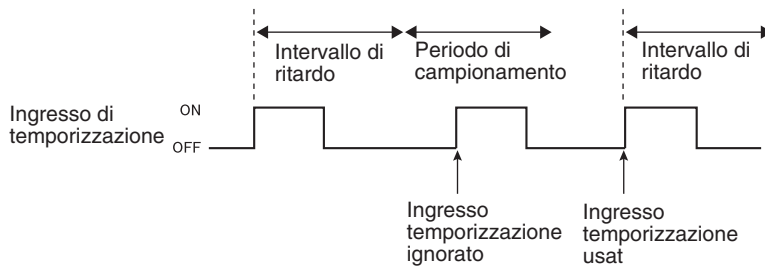 Intervallo di
ritardo
Periodo di
campionamento
Intervallo di
ritardo
Ingresso di
temporizzazione
ON
OFF
Ingresso
temporizzazione
ignorato
Ingresso
temporizzazione
usat